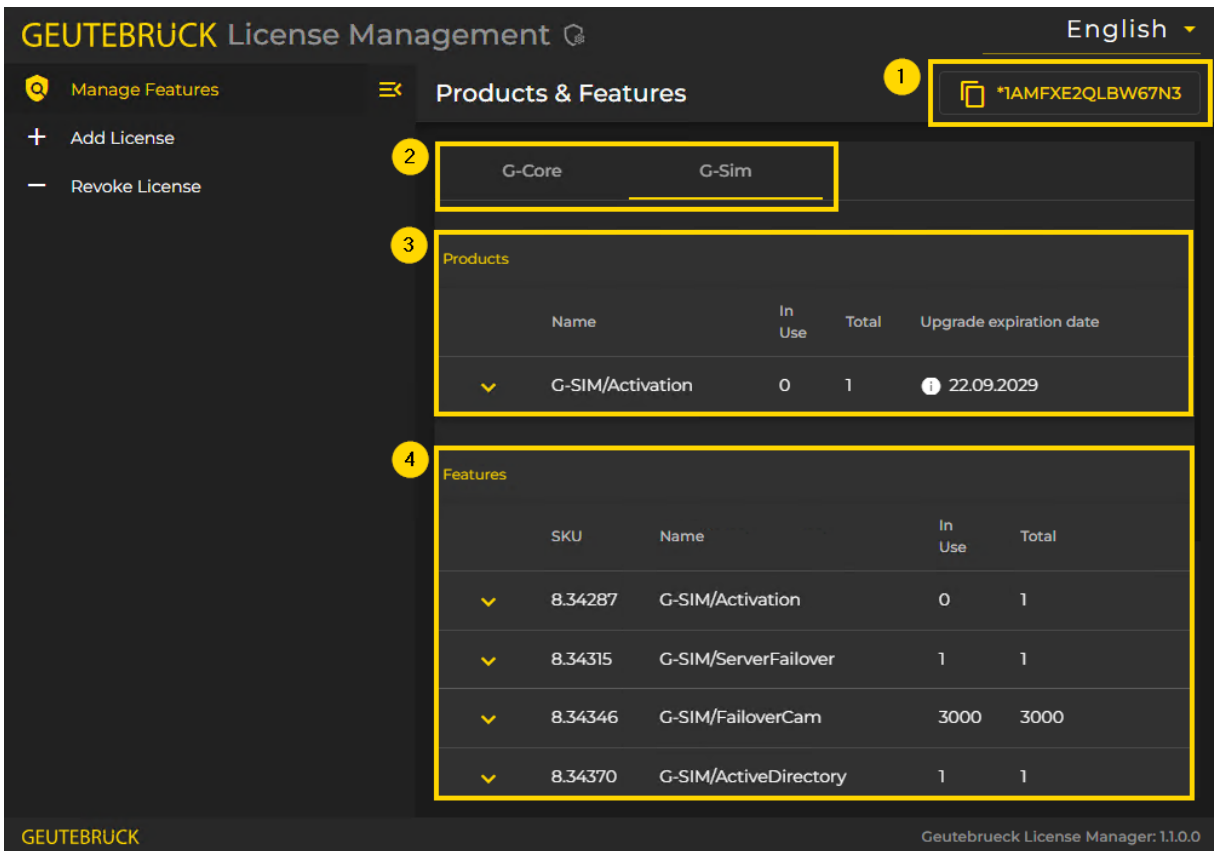 GEUTEBRÜCK License Management
English
Manage Features
Add License
Revoke License
Products & Features
1
*1AMFXE2QLBW67N3
2
G-Core G-Sim
3
Products
Name In Use Total Upgrade expiration date
G-SIM/Activation 0 1 22.09.2029
4
Features
SKU Name In Use Total
8.34287 G-SIM/Activation 0 1
8.34315 G-SIM/ServerFailover 1 1
8.34346 G-SIM/FailoverCam 3000 3000
8.34370 G-SIM/ActiveDirectory 1 1
GEUTEBRUCK
Geutebrueck License Manager: 1.1.0.0